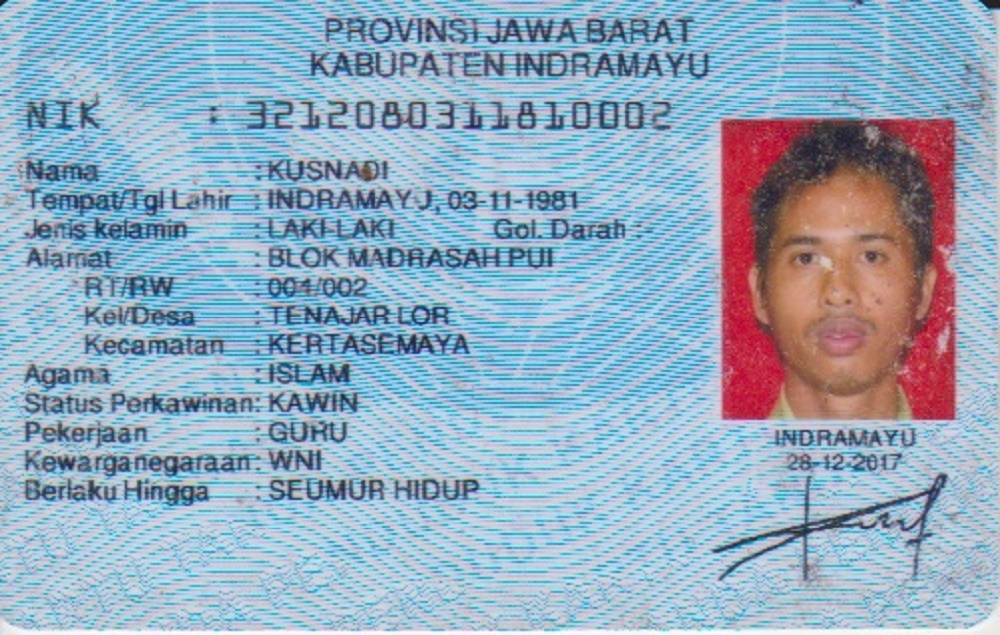 PROVINSI JAWA BARAT
KABUPATEN INDRAMAYU
NIK : 3212080311810002
Nama : KUSNADI
Tempat/Tgl Lahir : INDRAMAYU, 03-11-1981
Jenis kelamin : LAKI-LAKI Gol. Darah :-
Alamat : BLOK MADRASAH PUI
RT/RW : 004/002
Kel/Desa : TENAJAR LOR
Kecamatan : KERTASEMAYA
Agama : ISLAM
Status Perkawinan: KAWIN
Pekerjaan : GURU
Kewarganegaraan: WNI
Berlaku Hingga : SEUMUR HIDUP
INDRAMAYU
28-12-2017